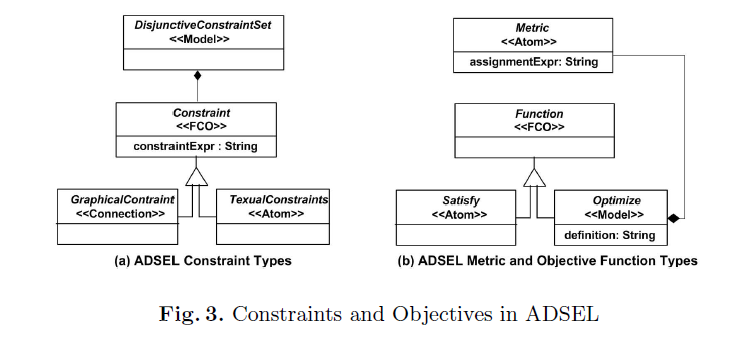 DisjunctiveConstraintSet
<<Model>>
Constraint
<<FCO>>
constraintExpr : String
GraphicalContraint
<<Connection>>
TexualConstraints
<<Atom>>
(a) ADSEL Constraint Types
Metric
<<Atom>>
assignmentExpr: String
Function
<<FCO>>
Satisfy
<<Atom>>
Optimize
<<Model>>
definition: String
(b) ADSEL Metric and Objective Function Types
Fig. 3. Constraints and Objectives in ADSEL